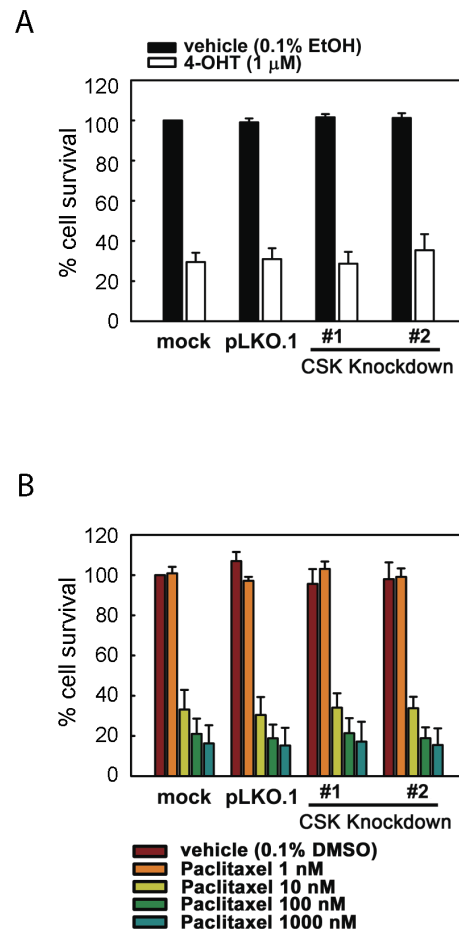 A
vehicle (0.1% EtOH)
4-OHT (1 μM)
% cell survival
120
100
80
60
40
20
0
mock pLKO.1 #1 #2
CSK Knockdown
B
% cell survival
120
100
80
60
40
20
0
mock pLKO.1 #1 #2
CSK Knockdown
vehicle (0.1% DMSO)
Paclitaxel 1 nM
Paclitaxel 10 nM
Paclitaxel 100 nM
Paclitaxel 1000 nM